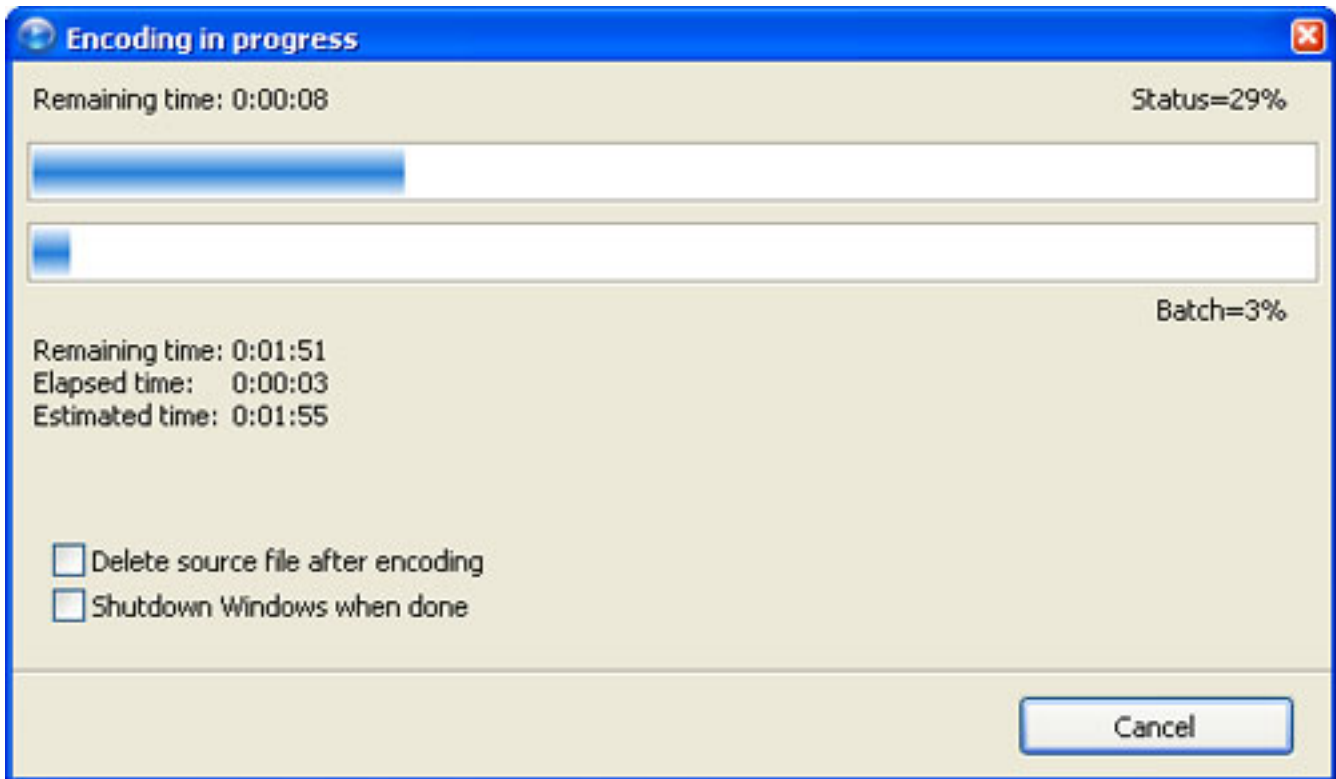 Encoding in progress
Remaining time: 0:00:08 Status=29%
Batch=3%
Remaining time: 0:01:51
Elapsed time: 0:00:03
Estimated time: 0:01:55
Delete source file after encoding
Shutdown Windows when done
Cancel